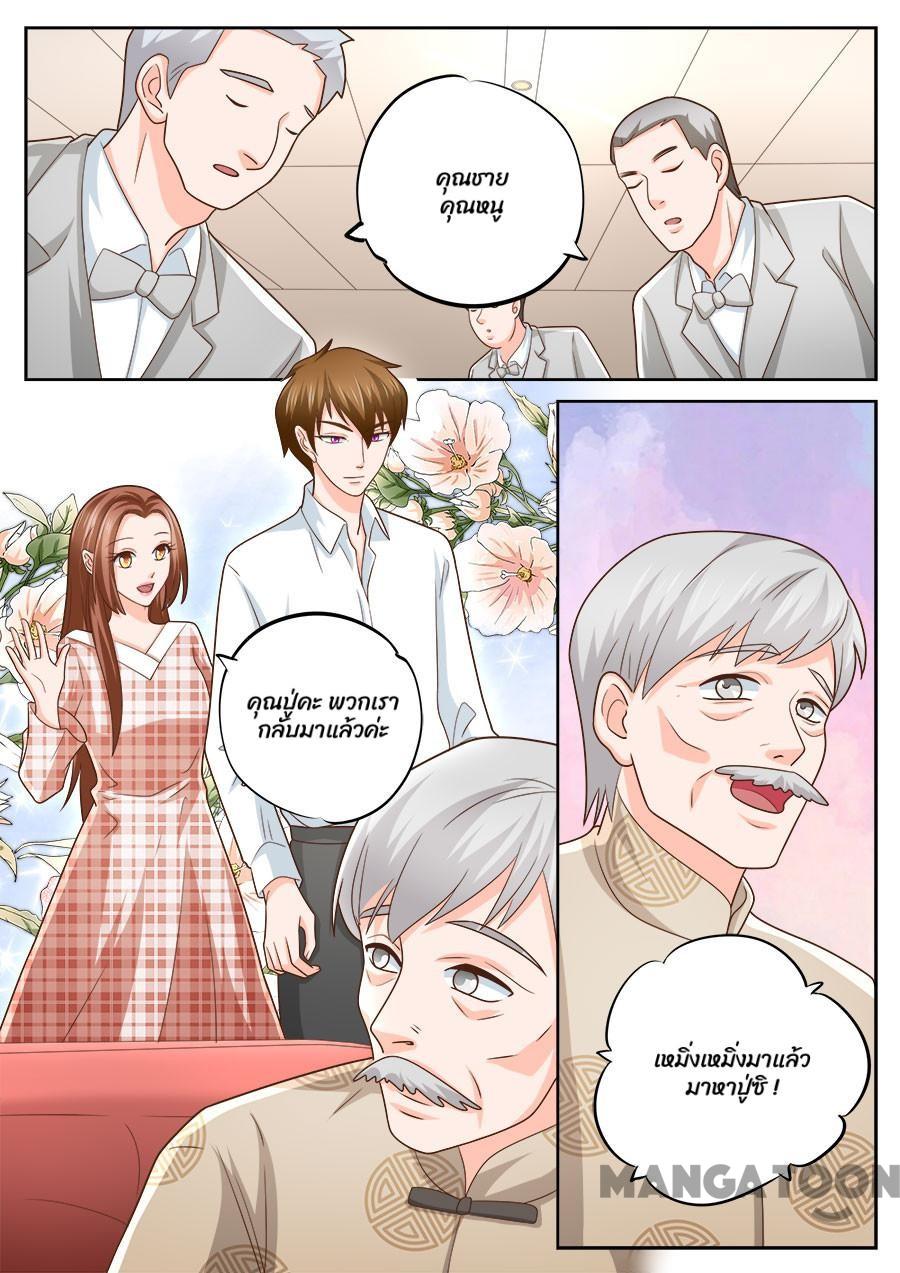 คุณชาย
คุณหนู
คุณปู่คะ พวกเรา
กลับมาแล้วค่ะ
เหมิ่งเหมิ่งมาแล้ว
มาหาปู่ซิ !
MANGATOON